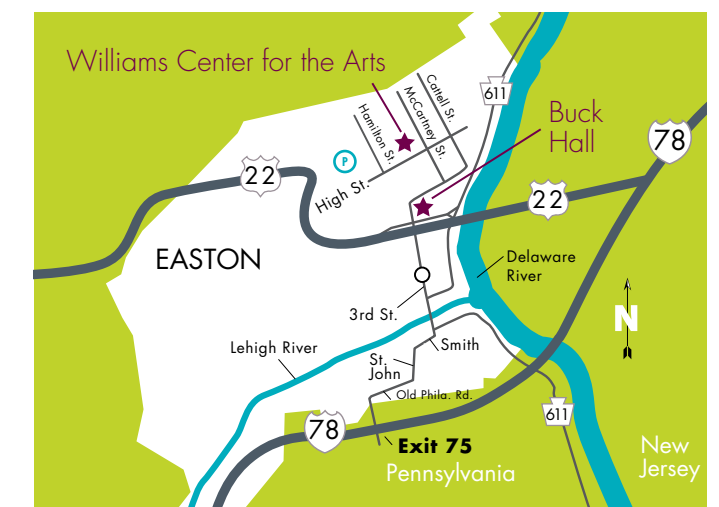 Williams Center for the Arts
Cattell St.
McCartney St.
Hamilton St.
611
Buck
Hall
78
P
22
High St.
22
EASTON
Delaware
River
3rd St.
N
Lehigh River
Smith
St.
John
Old Phila. Rd.
611
78
Exit 75
Pennsylvania
New
Jersey